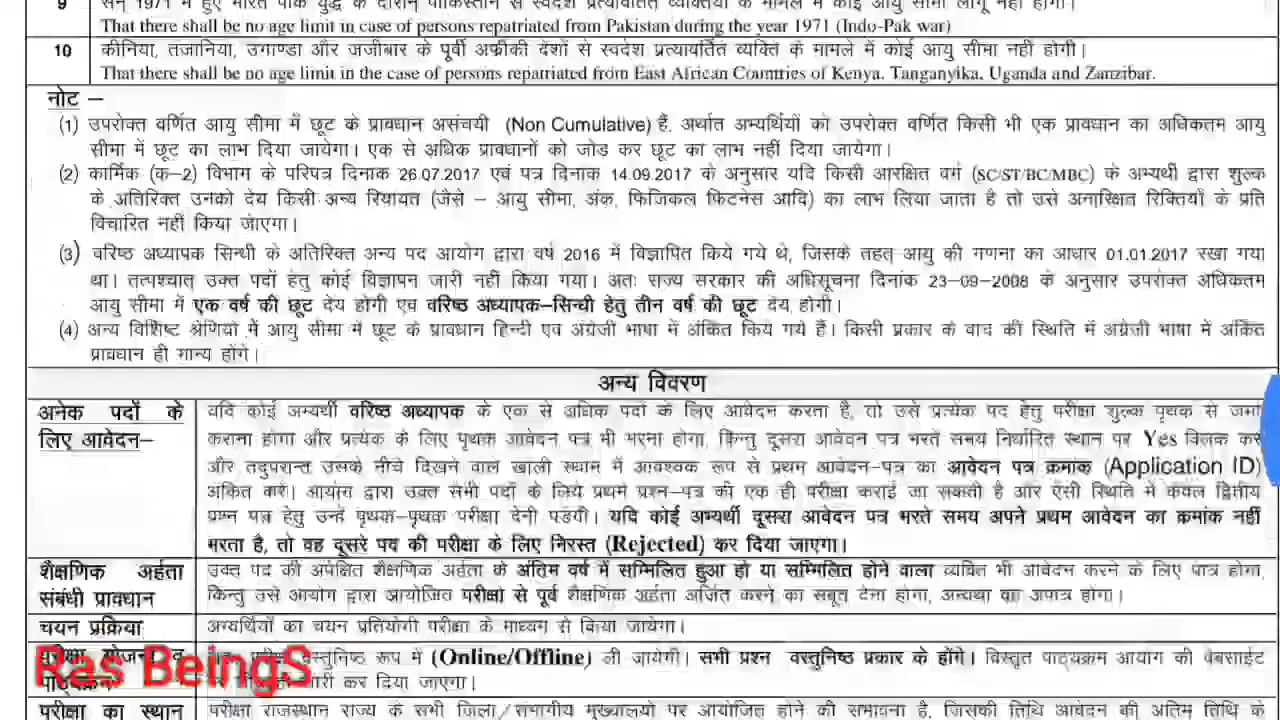 9 सन् 1971 में हुए भारत पाक युद्ध के दौरान पाकिस्तान से स्वदेश प्रत्यावर्तित व्यक्तियों के मामले में कोई आयु सीमा लागू नहीं होगी।
That there shall be no age limit in case of persons repatriated from Pakistan during the year 1971 (Indo-Pak war)
10 कीनिया, तंजानिया, उगाण्डा और जंजीबार के पूर्वी अफ्रीकी देशों से स्वदेश प्रत्यावर्तित व्यक्ति के मामले में कोई आयु सीमा नहीं होगी।
That there shall be no age limit in the case of persons repatriated from East African Countries of Kenya, Tanganyika, Uganda and Zanzibar.
नोट –
(1) उपरोक्त वर्णित आयु सीमा में छूट के प्रावधान असंचयी (Non Cumulative) हैं, अर्थात अभ्यर्थियों को उपरोक्त वर्णित किसी भी एक प्रावधान का अधिकतम आयु
सीमा में छूट का लाभ दिया जायेगा। एक से अधिक प्रावधानों को जोड़ कर छूट का लाभ नहीं दिया जायेगा।
(2) कार्मिक (क-2) विभाग के परिपत्र दिनांक 26.07.2017 एवं पत्र दिनांक 14.09.2017 के अनुसार यदि किसी आरक्षित वर्ग (SC/ST/BC/MBC) के अभ्यर्थी द्वारा शुल्क
के अतिरिक्त उनको देय किसी अन्य रियायत (जैसे – आयु सीमा, अंक, फिजिकल फिटनेस आदि) का लाभ लिया जाता है तो उसे अनारक्षित रिक्तियों के प्रति
विचारित नहीं किया जाएगा।
(3) वरिष्ठ अध्यापक सिन्धी के अतिरिक्त अन्य पद आयोग द्वारा वर्ष 2016 में विज्ञापित किये गये थे, जिसके तहत् आयु की गणना का आधार 01.01.2017 रखा गया
था। तत्पश्चात् उक्त पदों हेतु कोई विज्ञापन जारी नहीं किया गया। अतः राज्य सरकार की अधिसूचना दिनांक 23-09-2008 के अनुसार उपरोक्त अधिकतम
आयु सीमा में एक वर्ष की छूट देय होगी एवं वरिष्ठ अध्यापक–सिन्धी हेतु तीन वर्ष की छूट देय होगी।
(4) अन्य विशिष्ट श्रेणियों में आयु सीमा में छूट के प्रावधान हिन्दी एवं अंग्रेजी भाषा में अंकित किये गये हैं। किसी प्रकार के वाद की स्थिति में अंग्रेजी भाषा में अंकित
प्रावधान ही मान्य होंगे।
अन्य विवरण
अनेक पदों के यदि कोई अभ्यर्थी वरिष्ठ अध्यापक के एक से अधिक पदों के लिए आवेदन करता है, तो उसे प्रत्येक पद हेतु परीक्षा शुल्क पृथक से जमा
लिए आवेदन– कराना होगा और प्रत्येक के लिए पृथक आवेदन पत्र भी भरना होगा, किन्तु दूसरा आवेदन पत्र भरते समय निर्धारित स्थान पर Yes क्लिक करें
और तदुपरान्त उसके नीचे दिखने वाले खाली स्थान में आवश्यक रूप से प्रथम आवेदन-पत्र का आवेदन पत्र क्रमांक (Application ID)
अंकित करें। आयोग द्वारा उक्त सभी पदों के लिये प्रथम प्रश्न-पत्र की एक ही परीक्षा कराई जा सकती है और ऐसी स्थिति में केवल द्वितीय
प्रश्न पत्र हेतु उन्हें पृथक-पृथक परीक्षा देनी पड़ेगी। यदि कोई अभ्यर्थी दूसरा आवेदन पत्र भरते समय अपने प्रथम आवेदन का क्रमांक नहीं
भरता है, तो वह दूसरे पद की परीक्षा के लिए निरस्त (Rejected) कर दिया जाएगा।
शैक्षणिक अर्हता उक्त पद की अपेक्षित शैक्षणिक अर्हता के अंतिम वर्ष में सम्मिलित हुआ हो या सम्मिलित होने वाला व्यक्ति भी आवेदन करने के लिए पात्र होगा,
संबंधी प्रावधान किन्तु उसे आयोग द्वारा आयोजित परीक्षा से पूर्व शैक्षणिक अर्हता अर्जित करने का सबूत देना होगा, अन्यथा वह अपात्र होगा।
चयन प्रक्रिया अभ्यर्थियों का चयन प्रतियोगी परीक्षा के माध्यम से किया जायेगा।
परीक्षा योजना व वस्तुनिष्ठ रूप में (Online/Offline) ली जायेगी। सभी प्रश्न वस्तुनिष्ठ प्रकार के होंगे। विस्तृत पाठ्यक्रम आयोग की वेबसाईट
पाठ्यक्रम जारी कर दिया जाएगा।
Ras BeingS
परीक्षा का स्थान परीक्षा राजस्थान राज्य के सभी जिला/संभागीय मुख्यालयों पर आयोजित होने की संभावना है, जिसकी तिथि आवेदन की अंतिम तिथि के